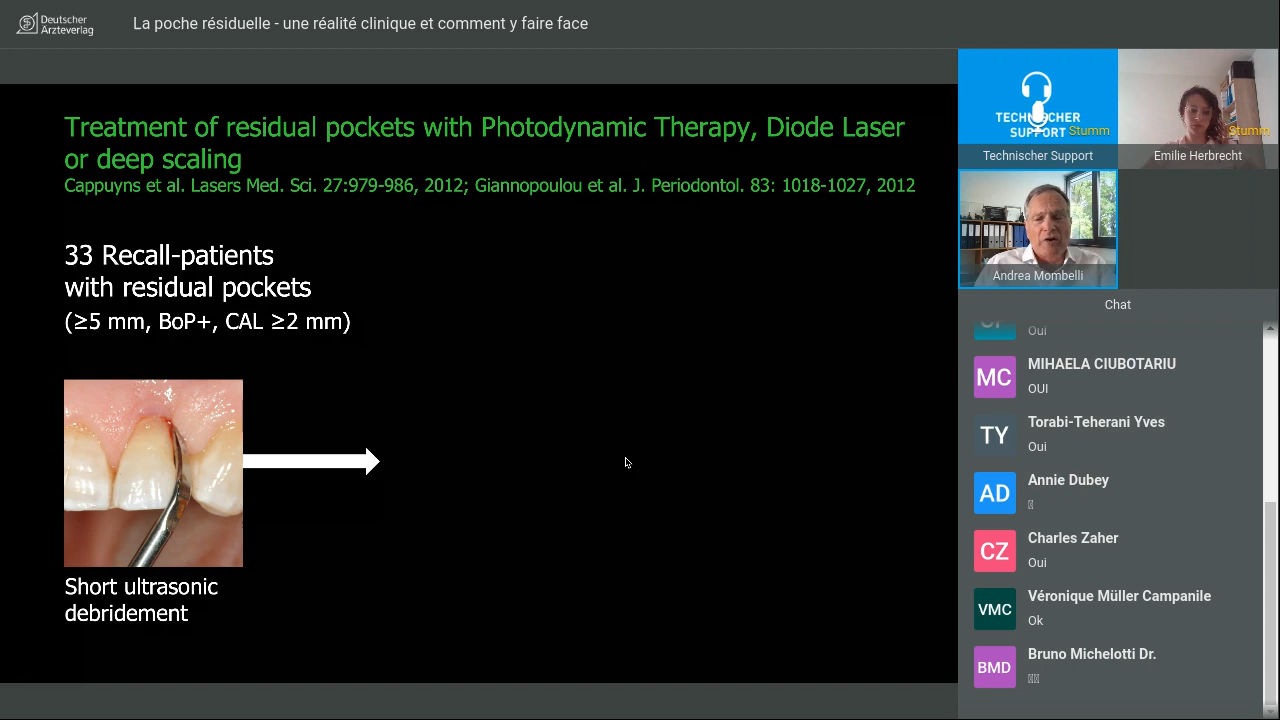 Deutscher
Ärzteverlag
La poche résiduelle - une réalité clinique et comment y faire face
Treatment of residual pockets with Photodynamic Therapy, Diode Laser
or deep scaling
Cappuyns et al. Lasers Med. Sci. 27:979-986, 2012; Giannopoulou et al. J. Periodontol. 83: 1018-1027, 2012
33 Recall-patients
with residual pockets
(≥5 mm, BoP+, CAL ≥2 mm)
Short ultrasonic
debridement
TECHNISCHER
SUPPORT
Stumm
Technischer Support
Stumm
Emilie Herbrecht
Andrea Mombelli
Chat
Oui
MC
MIHAELA CIUBOTARIU
OUI
TY
Torabi-Teherani Yves
Oui
AD
Annie Dubey
CZ
Charles Zaher
Oui
VMC
Véronique Müller Campanile
Ok
BMD
Bruno Michelotti Dr.